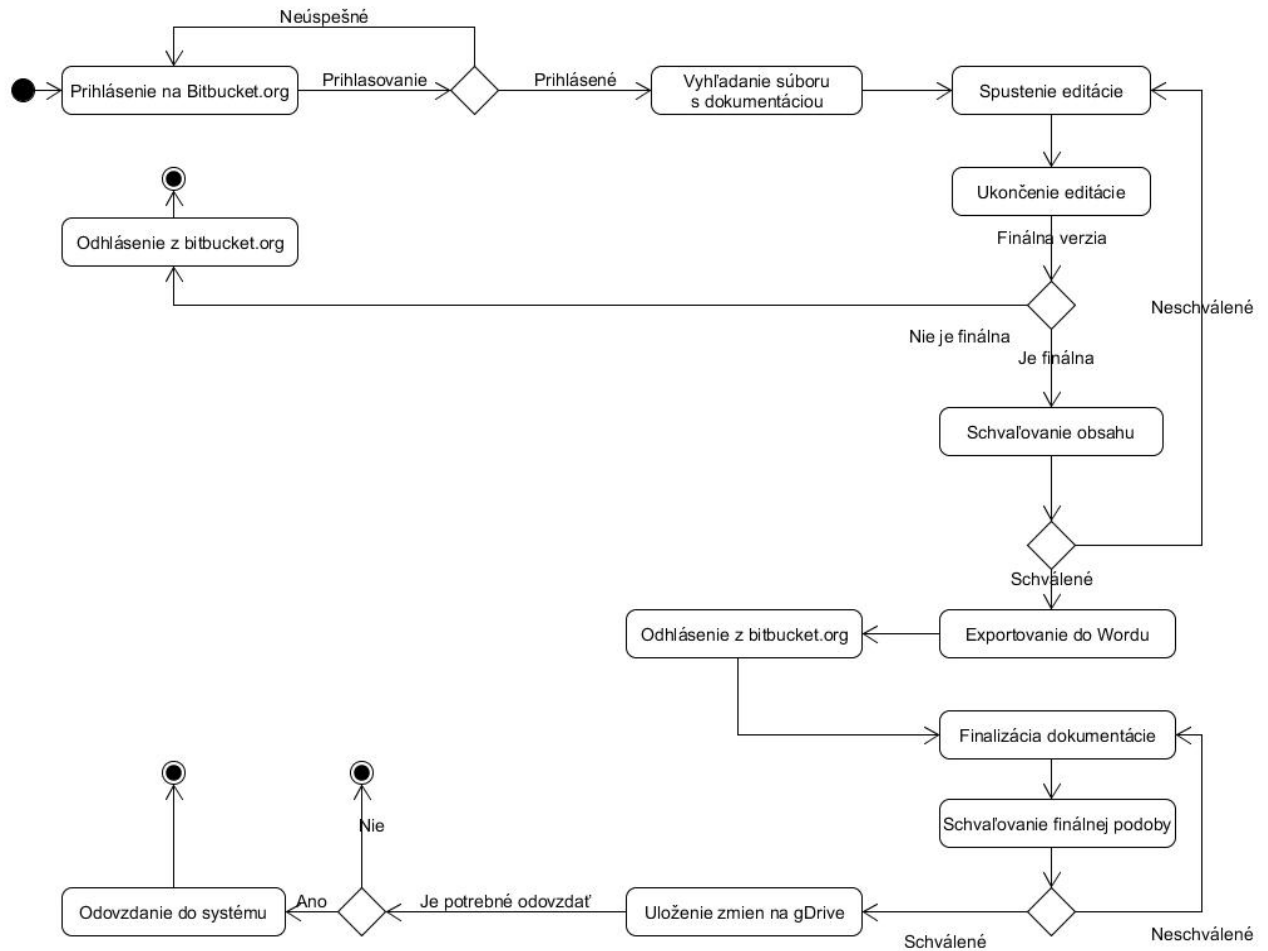 Neúspešné
Prihlásenie na Bitbucket.org
Prihlasovanie
Prihlásené
Vyhľadanie súboru
s dokumentáciou
Spustenie editácie
Ukončenie editácie
Finálna verzia
Odhlásenie z bitbucket.org
Neschválené
Nie je finálna
Je finálna
Schvaľovanie obsahu
Schválené
Odhlásenie z bitbucket.org
Exportovanie do Wordu
Finalizácia dokumentácie
Schvaľovanie finálnej podoby
Nie
Odovzdanie do systému
Ano
Je potrebné odovzdať
Uloženie zmien na gDrive
Schválené
Neschválené